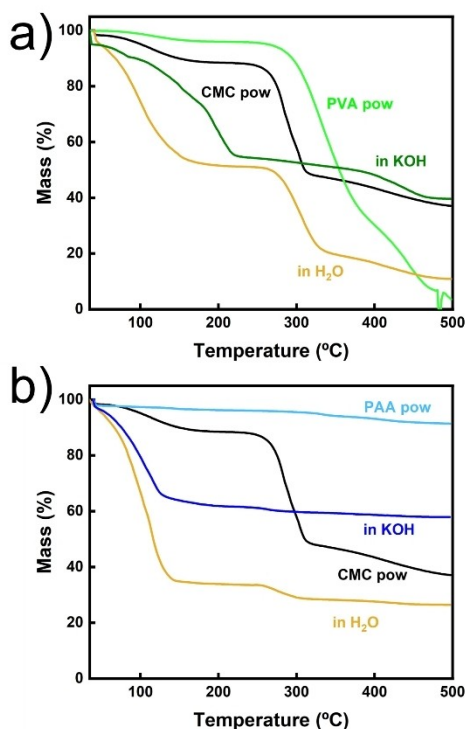 a)
100
80
60
40
20
0
Mass (%)
CMC pow
PVA pow
in KOH
in H₂O
100
200
300
400
500
Temperature (ºC)
b)
100
80
60
40
20
0
Mass (%)
PAA pow
in KOH
CMC pow
in H₂O
100
200
300
400
500
Temperature (ºC)